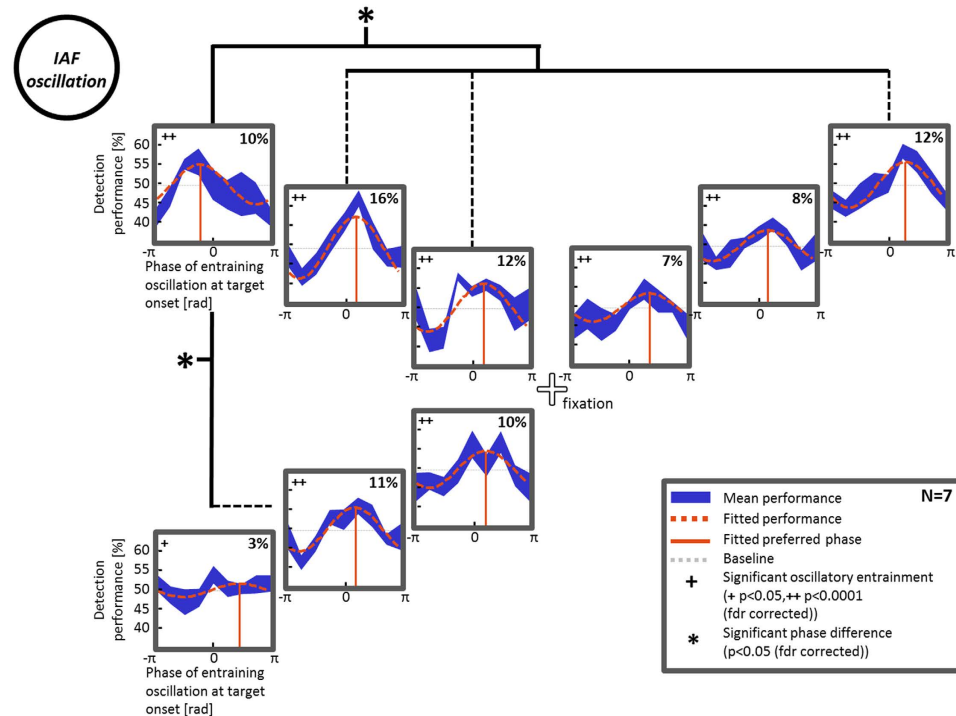 *
IAF
oscillation
++ 10%
++ 12%
60
55
50
45
40
Detection
performance [%]
++ 16%
++ 8%
-π 0 π
-π 0 π
Phase of entraining
oscillation at target
onset [rad]
++ 12%
++ 7%
-π 0 π
-π 0 π
*
-π 0 π
-π 0 π
fixation
++ 10%
++ 11%
-π 0 π
N=7
Mean performance
Fitted performance
Fitted preferred phase
Baseline
+ Significant oscillatory entrainment
(+ p<0.05,++ p<0.0001
(fdr corrected))
* Significant phase difference
(p<0.05 (fdr corrected))
+ 3%
60
55
50
45
40
Detection
performance [%]
-π 0 π
-π 0 π
Phase of entraining
oscillation at target
onset [rad]